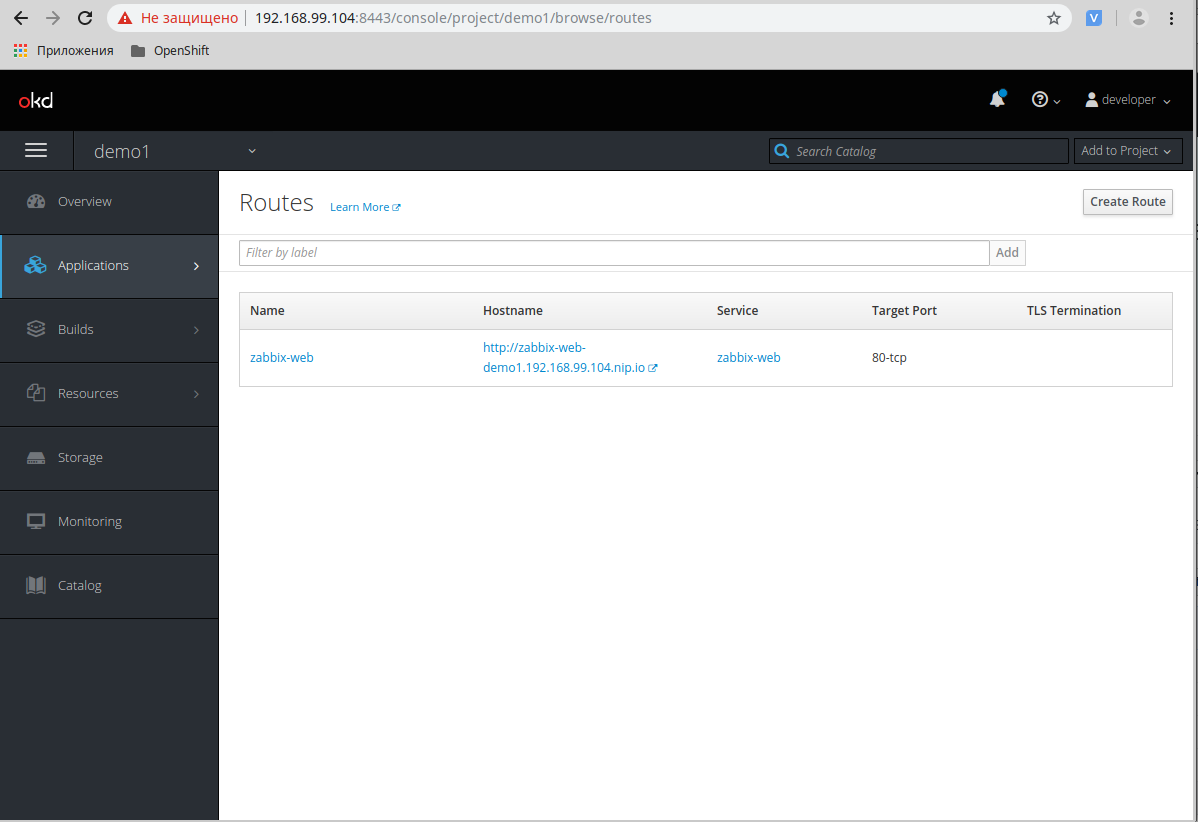 Не защищено 192.168.99.104:8443/console/project/demo1/browse/routes
Приложения OpenShift
okd developer
demo1 Search Catalog Add to Project
Overview
Applications
Builds
Resources
Storage
Monitoring
Catalog
Routes Learn More Create Route
Filter by label Add
Name Hostname Service Target Port TLS Termination
zabbix-web http://zabbix-web-
demo1.192.168.99.104.nip.io zabbix-web 80-tcp